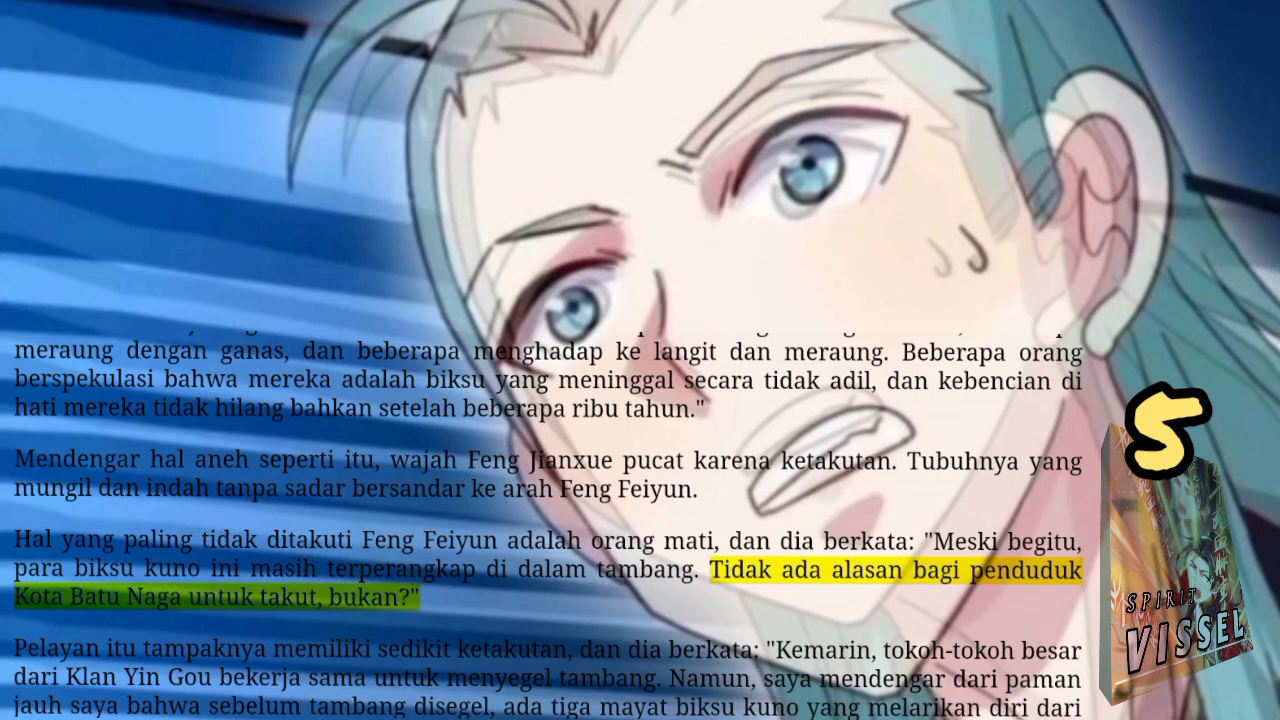 meraung dengan ganas, dan beberapa menghadap ke langit dan meraung. Beberapa orang
berspekulasi bahwa mereka adalah biksu yang meninggal secara tidak adil, dan kebencian di
hati mereka tidak hilang bahkan setelah beberapa ribu tahun."
Mendengar hal aneh seperti itu, wajah Feng Jianxue pucat karena ketakutan. Tubuhnya yang
mungil dan indah tanpa sadar bersandar ke arah Feng Feiyun.
Hal yang paling tidak ditakuti Feng Feiyun adalah orang mati, dan dia berkata: "Meski begitu,
para biksu kuno ini masih terperangkap di dalam tambang. Tidak ada alasan bagi penduduk
Kota Batu Naga untuk takut, bukan?"
Pelayan itu tampaknya memiliki sedikit ketakutan, dan dia berkata: "Kemarin, tokoh-tokoh besar
dari Klan Yin Gou bekerja sama untuk menyegel tambang. Namun, saya mendengar dari paman
jauh saya bahwa sebelum tambang disegel, ada tiga mayat biksu kuno yang melarikan diri dari
5
SPIRIT
VISSEL